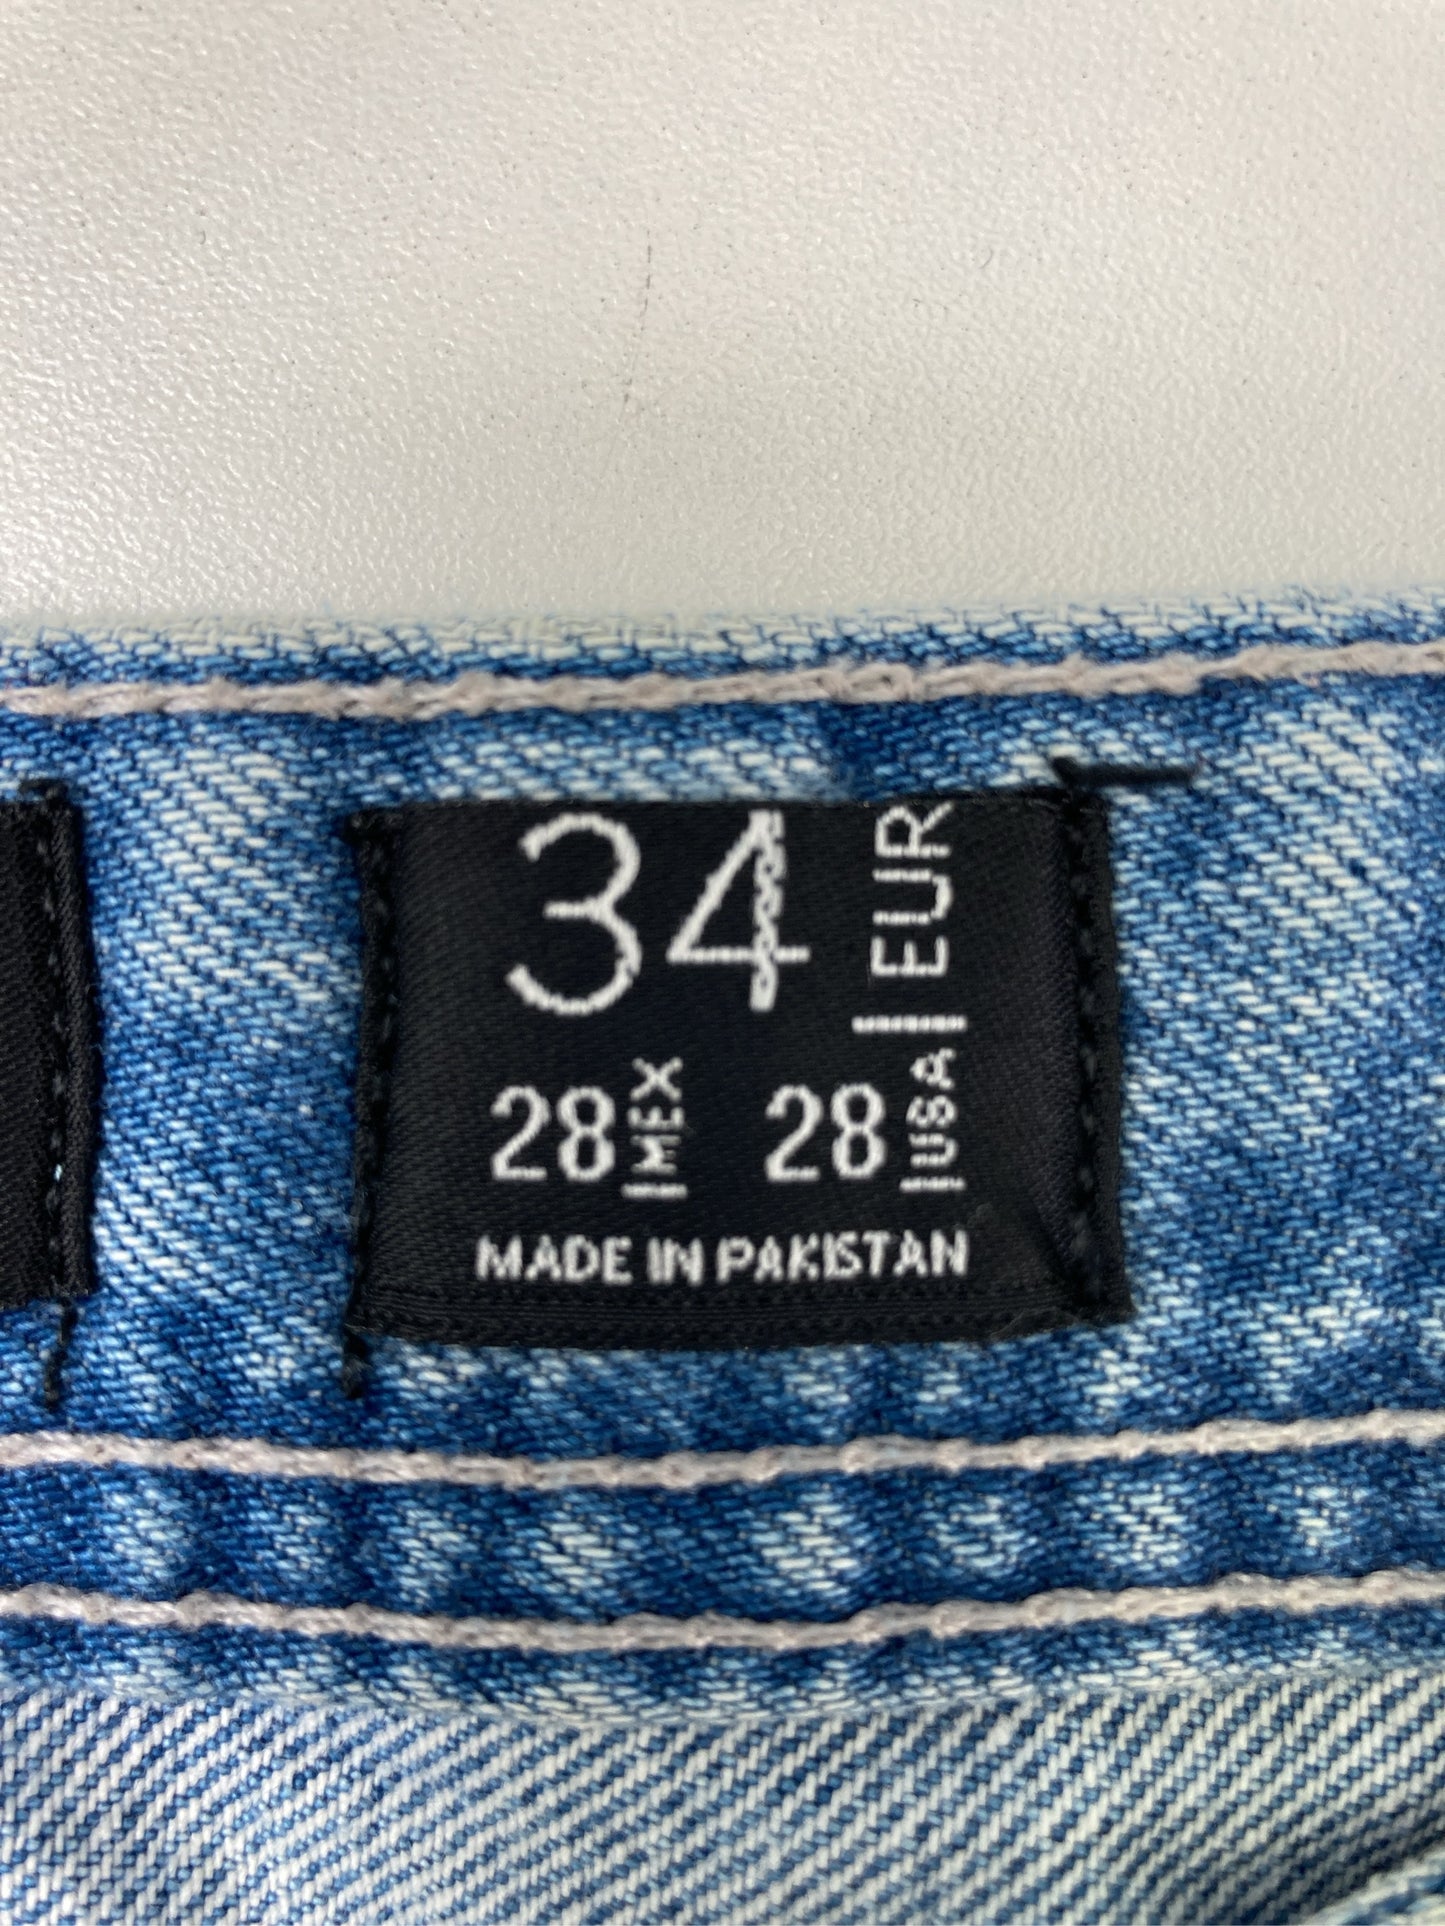 34 | EUR
28 | MEX 28 | USA
MADE IN PAKISTAN